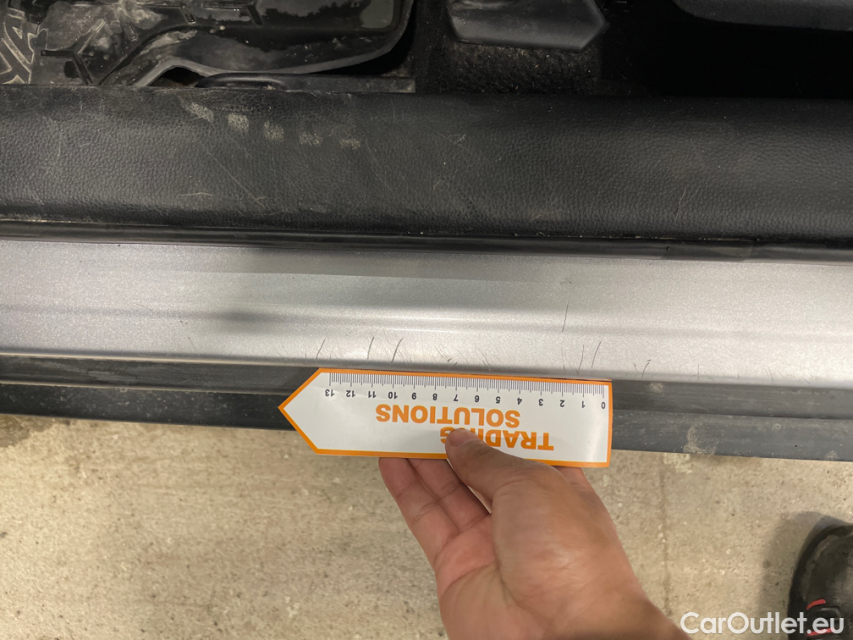 0 1 2 3 4 5 6 7 8 9 10 11 12 13
TRADING
SOLUTIONS
CarOutlet.eu